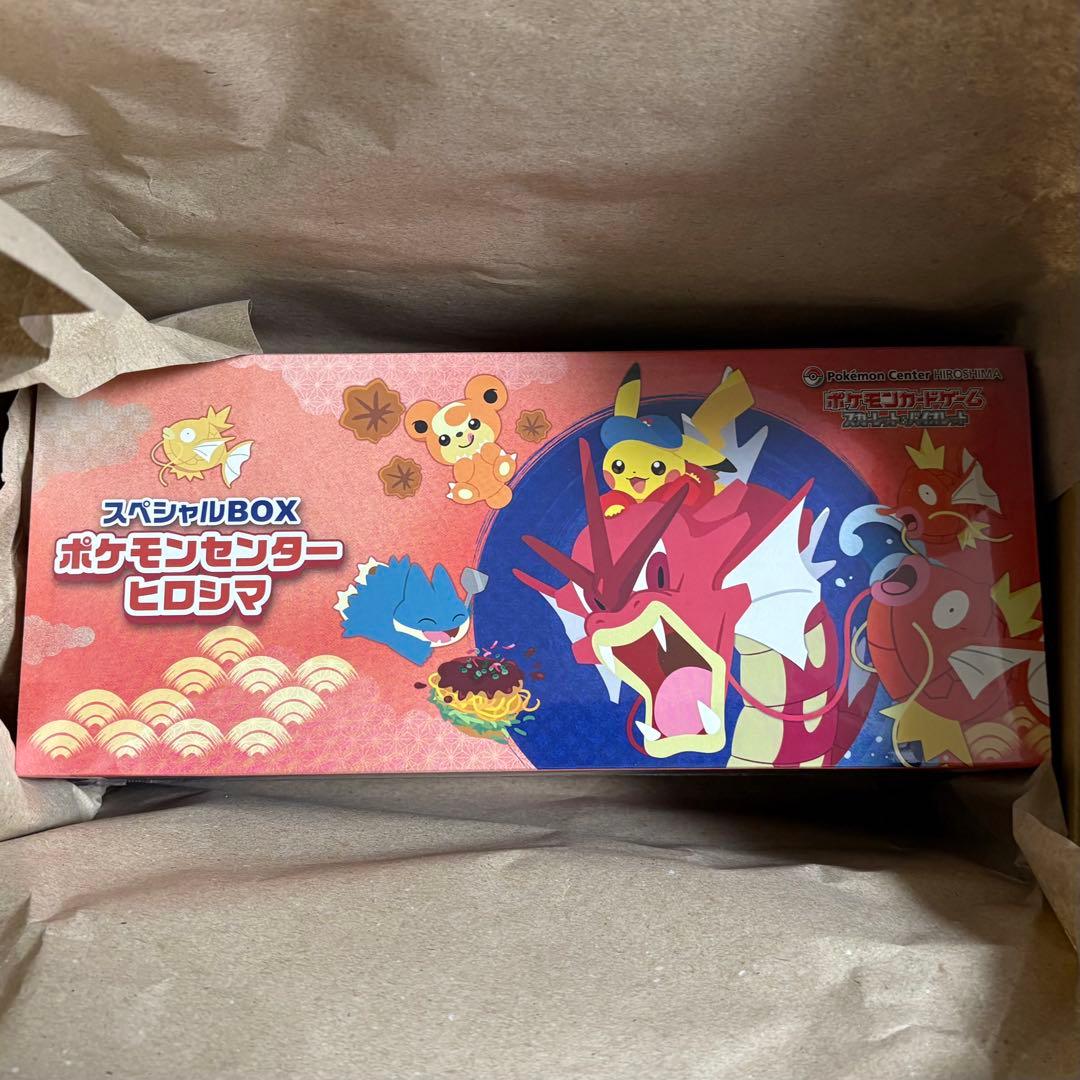 Pokémon Center HIROSHIMA
ポケモンカードゲーム
スカーレット&バイオレット
スペシャルBOX
ポケモンセンター
ヒロシマ